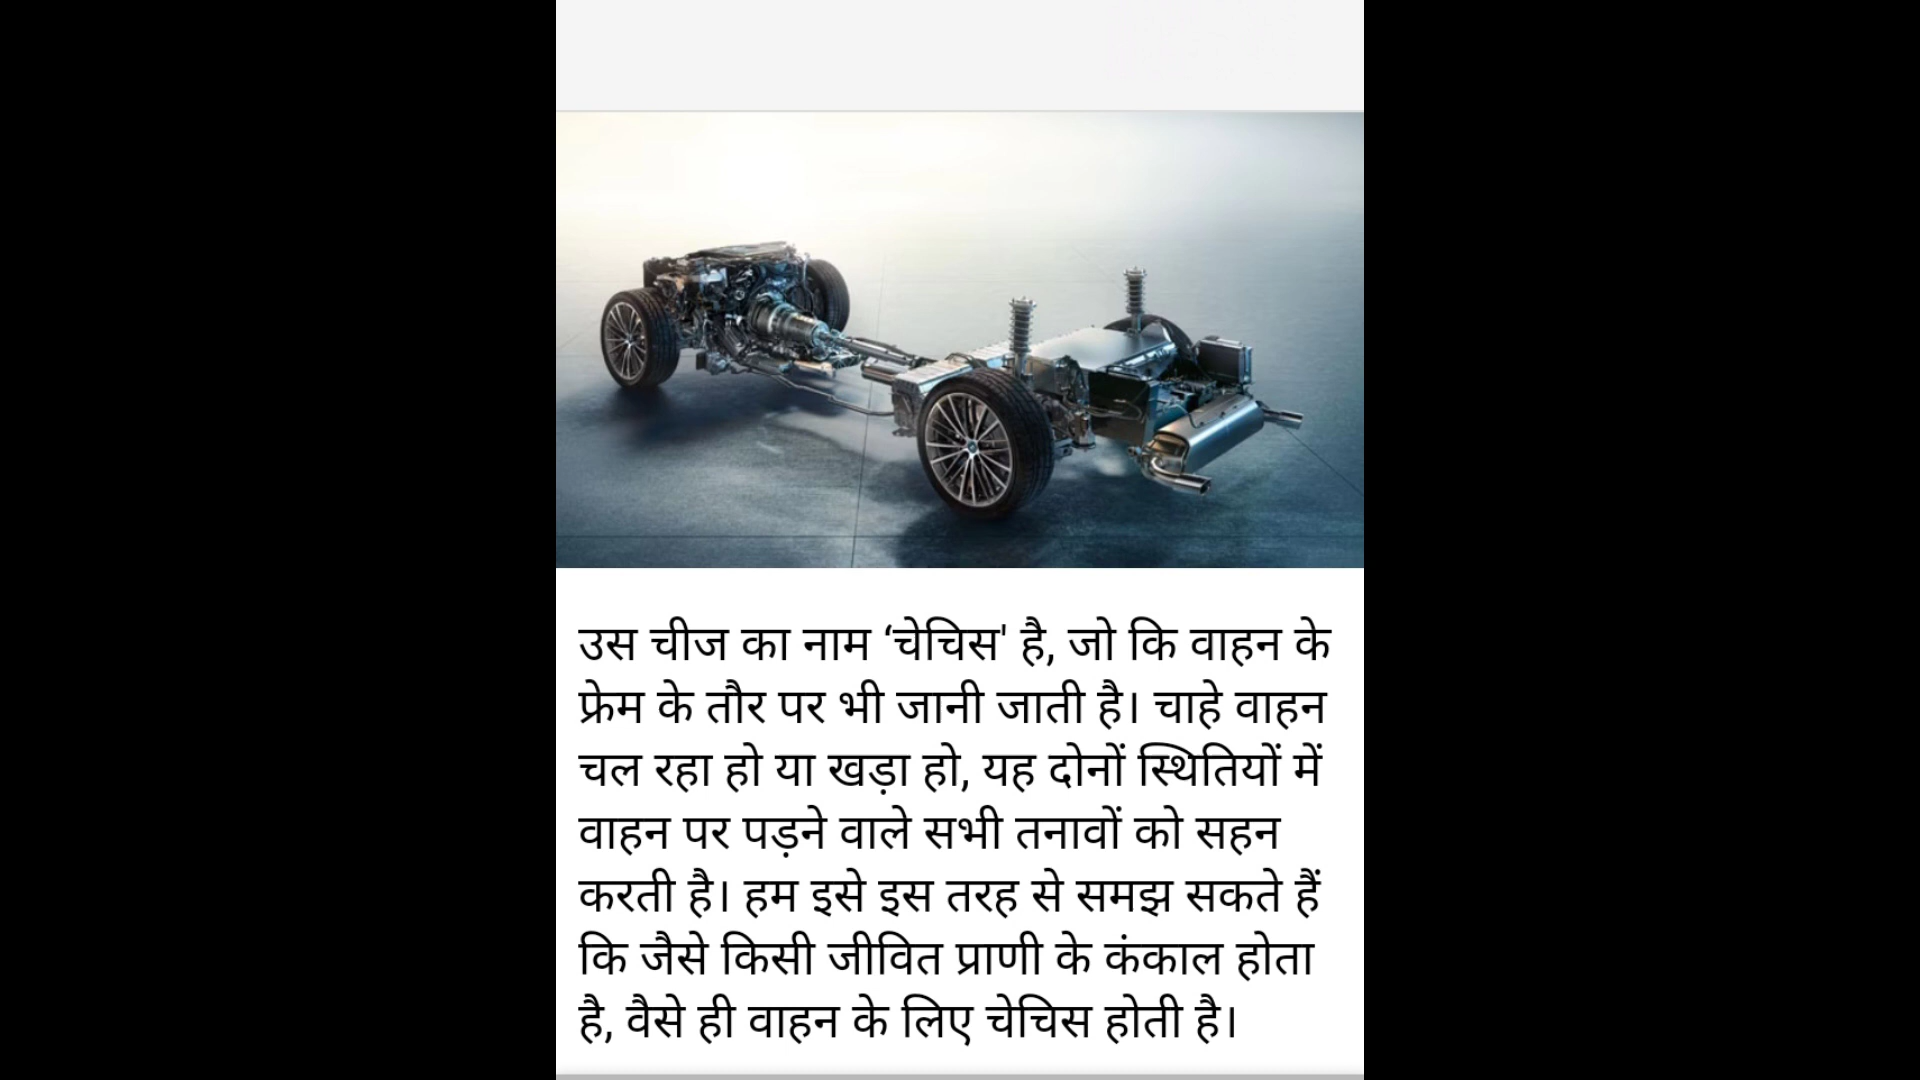 उस चीज का नाम ‘चेचिस' है, जो कि वाहन के
फ्रेम के तौर पर भी जानी जाती है। चाहे वाहन
चल रहा हो या खड़ा हो, यह दोनों स्थितियों में
वाहन पर पड़ने वाले सभी तनावों को सहन
करती है। हम इसे इस तरह से समझ सकते हैं
कि जैसे किसी जीवित प्राणी के कंकाल होता
है, वैसे ही वाहन के लिए चेचिस होती है।